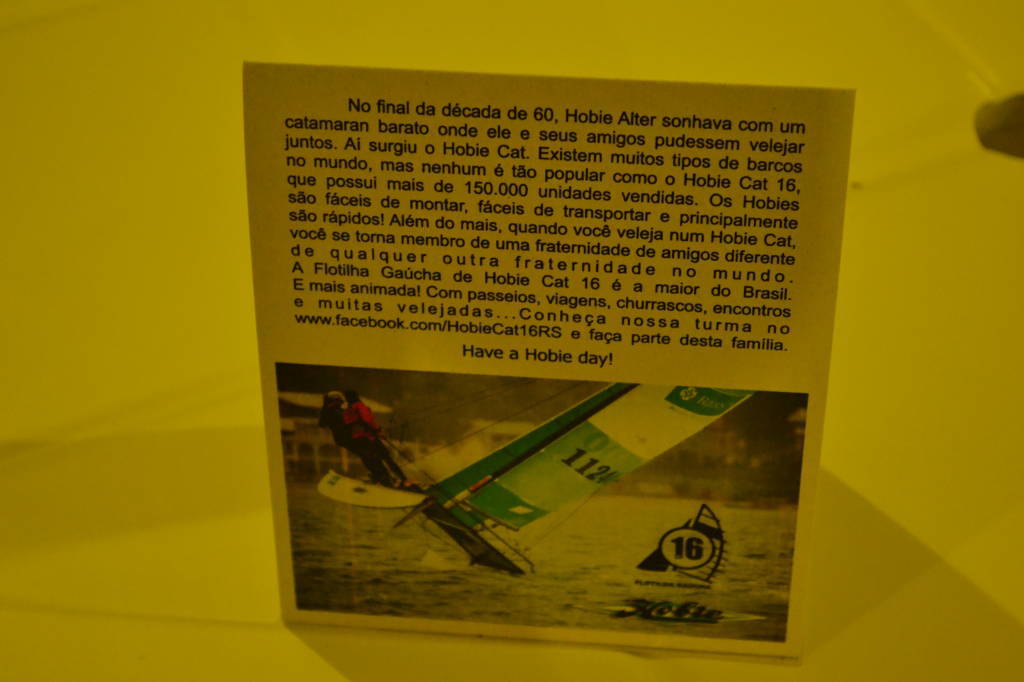 No final da década de 60, Hobie Alter sonhava com um
catamaran barato onde ele e seus amigos pudessem velejar
juntos. Ai surgiu o Hobie Cat. Existem muitos tipos de barcos
no mundo, mas nenhum é tão popular como o Hobie Cat 16,
que possui mais de 150.000 unidades vendidas. Os Hobies
são fáceis de montar, fáceis de transportar e principalmente
são rápidos! Além do mais, quando você veleja num Hobie Cat,
você se torna membro de uma fraternidade de amigos diferente
de qualquer outra fraternidade no mundo.
A Flotilha Gaúcha de Hobie Cat 16 é a maior do Brasil.
E mais animada! Com passeios, viagens, churrascos, encontros
e muitas velejadas...Conheça nossa turma no
www.facebook.com/HobieCat16RS e faça parte desta família.
Have a Hobie day!
112
16
FLOTILHA GAÚCHA
Hobie